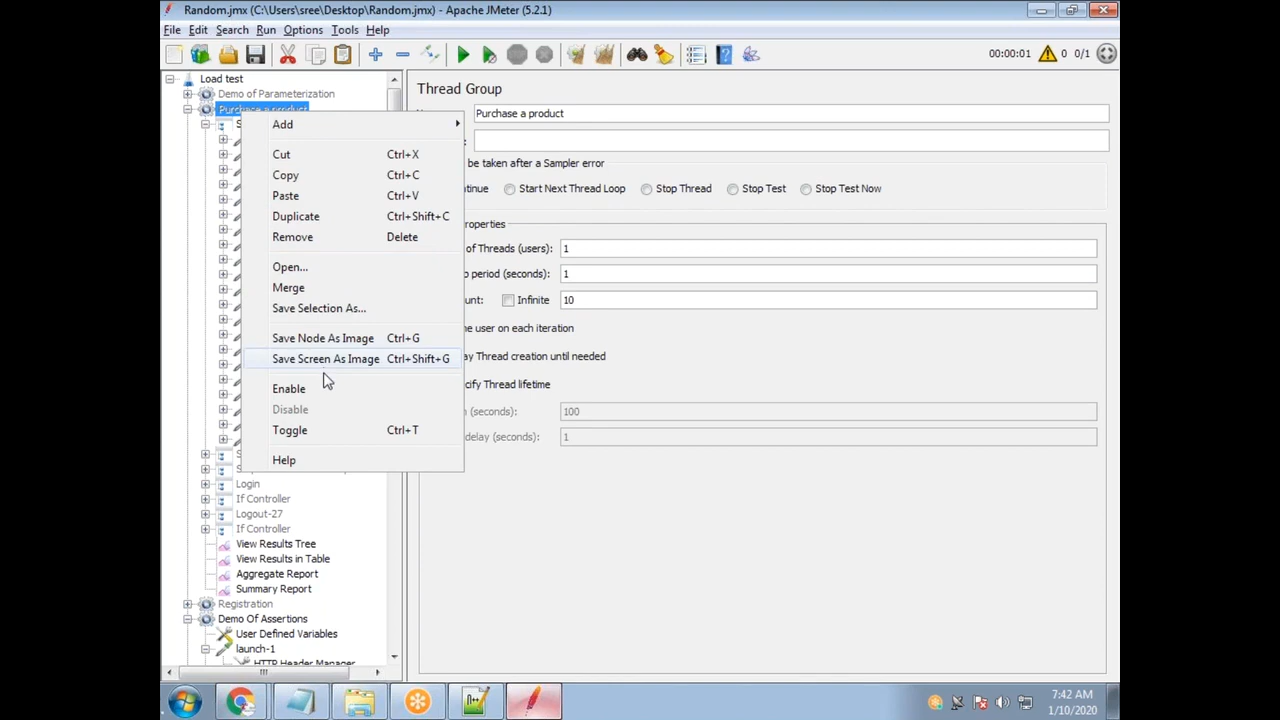 Random.jmx (C:\Users\sree\Desktop\Random.jmx) - Apache JMeter (5.2.1)
File Edit Search Run Options Tools Help
00:00:01 0 0/1
Load test
Demo of Parameterization
Purchase a product
Add
Cut Ctrl+X
Copy Ctrl+C
Paste Ctrl+V
Duplicate Ctrl+Shift+C
Remove Delete
Open...
Merge
Save Selection As...
Save Node As Image Ctrl+G
Save Screen As Image Ctrl+Shift+G
Enable
Disable
Toggle Ctrl+T
Help
Login
If Controller
Logout-27
If Controller
View Results Tree
View Results in Table
Aggregate Report
Summary Report
Registration
Demo Of Assertions
User Defined Variables
launch-1
HTTP Header Manager
Thread Group
Purchase a product
be taken after a Sampler error
Start Next Thread Loop Stop Thread Stop Test Stop Test Now
of Threads (users): 1
period (seconds): 1
Infinite 10
user on each iteration
Thread creation until needed
Thread lifetime
(seconds): 100
delay (seconds): 1
7:42 AM
1/10/2020